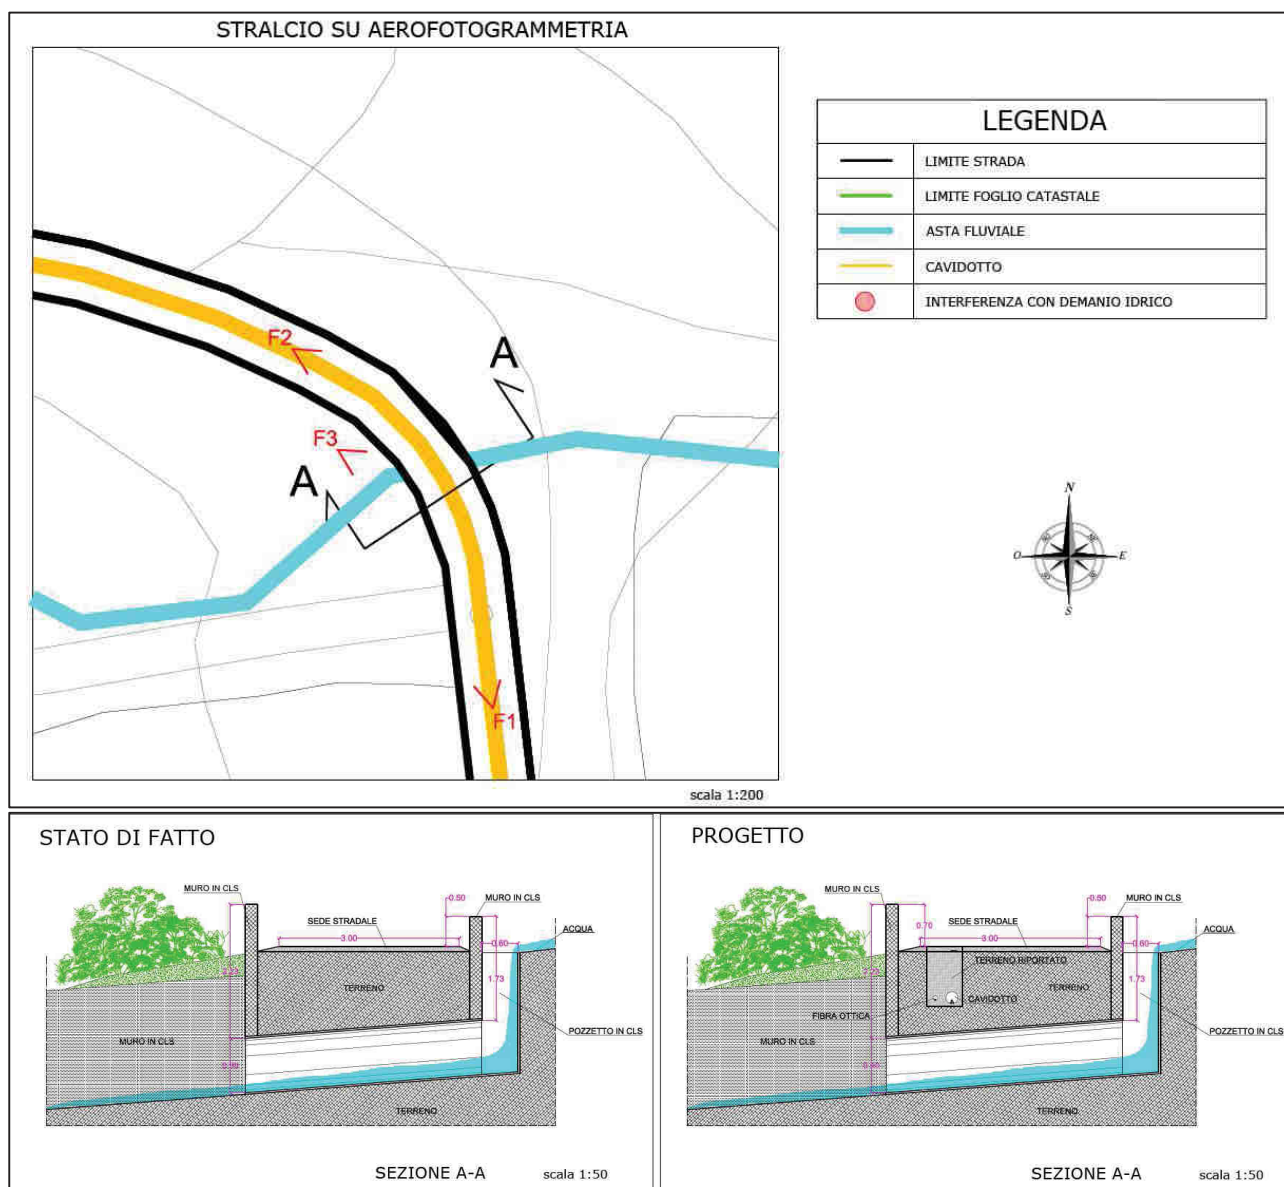 STRALCIO SU AEROFOTOGRAMMETRIA
LEGENDA
LIMITE STRADA
LIMITE FOGLIO CATASTALE
ASTA FLUVIALE
CAVIDOTTO
INTERFERENZA CON DEMANIO IDRICO
F2
A
F3
A
F1
N
O
E
S
scala 1:200
STATO DI FATTO
MURO IN CLS
0.50
MURO IN CLS
SEDE STRADALE
3.00
0.60
ACQUA
1.73
TERRENO
POZZETTO IN CLS
MURO IN CLS
TERRENO
SEZIONE A-A
scala 1:50
PROGETTO
MURO IN CLS
0.50
MURO IN CLS
0.70
SEDE STRADALE
3.00
0.60
ACQUA
TERRENO RIPORTATO
1.73
TERRENO
CAVIDOTTO
FIBRA OTTICA
POZZETTO IN CLS
MURO IN CLS
TERRENO
SEZIONE A-A
scala 1:50